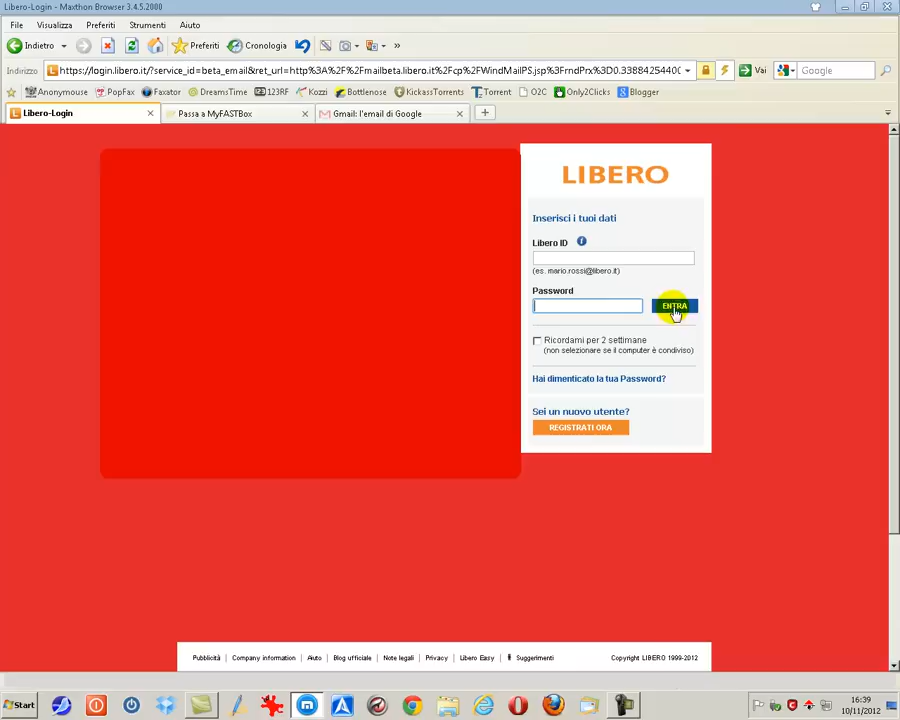 Libero-Login - Maxthon Browser 3.4.5.2000
File Visualizza Preferiti Strumenti Aiuto
Indietro Preferiti Cronologia »
Indirizzo https://login.libero.it/?service_id=beta_email&ret_url=http%3A%2F%2Fmailbeta.libero.it%2Fcp%2FWindMailPS.jsp%3FrndPrx%3D0.33884254400 Vai Google
Anonymouse PopFax Faxator DreamsTime 123RF Kozzi Bottlenose KickassTorrents Torrent O2C Only2Clicks Blogger
Libero-Login Passa a MyFASTBox Gmail: l'email di Google
LIBERO
Inserisci i tuoi dati
Libero ID
(es. mario.rossi@libero.it)
Password
ENTRA
Ricordami per 2 settimane
(non selezionare se il computer è condiviso)
Hai dimenticato la tua Password?
Sei un nuovo utente?
REGISTRATI ORA
Pubblicità | Company information | Aiuto | Blog ufficiale | Note legali | Privacy | Libero Easy | Suggerimenti Copyright LIBERO 1999-2012
Start
16:39
10/11/2012